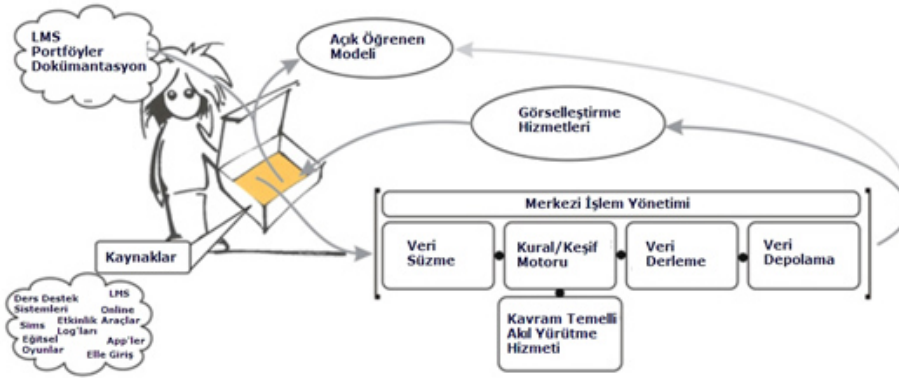 LMS
Portföyler
Dokümantasyon
...
Açık Öğrenen
Modeli
Görselleştirme
Hizmetleri
Merkezi İşlem Yönetimi
Veri
Süzme
Kural/Keşif
Motoru
Veri
Derleme
Veri
Depolama
Kavram Temelli
Akıl Yürütme
Hizmeti
Kaynaklar
Ders Destek
Sistemleri
LMS
Online
Araçlar
Sims
Etkinlik
Log'ları
Eğitsel
Oyunlar
App'ler
Elle Giriş